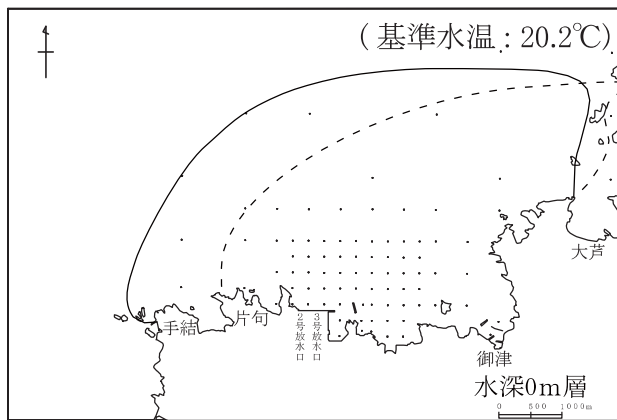 (基準水温:20.2℃)
大芦
手結
片句
2号放水口
3号放水口
御津
水深0m層
0 500 1000m